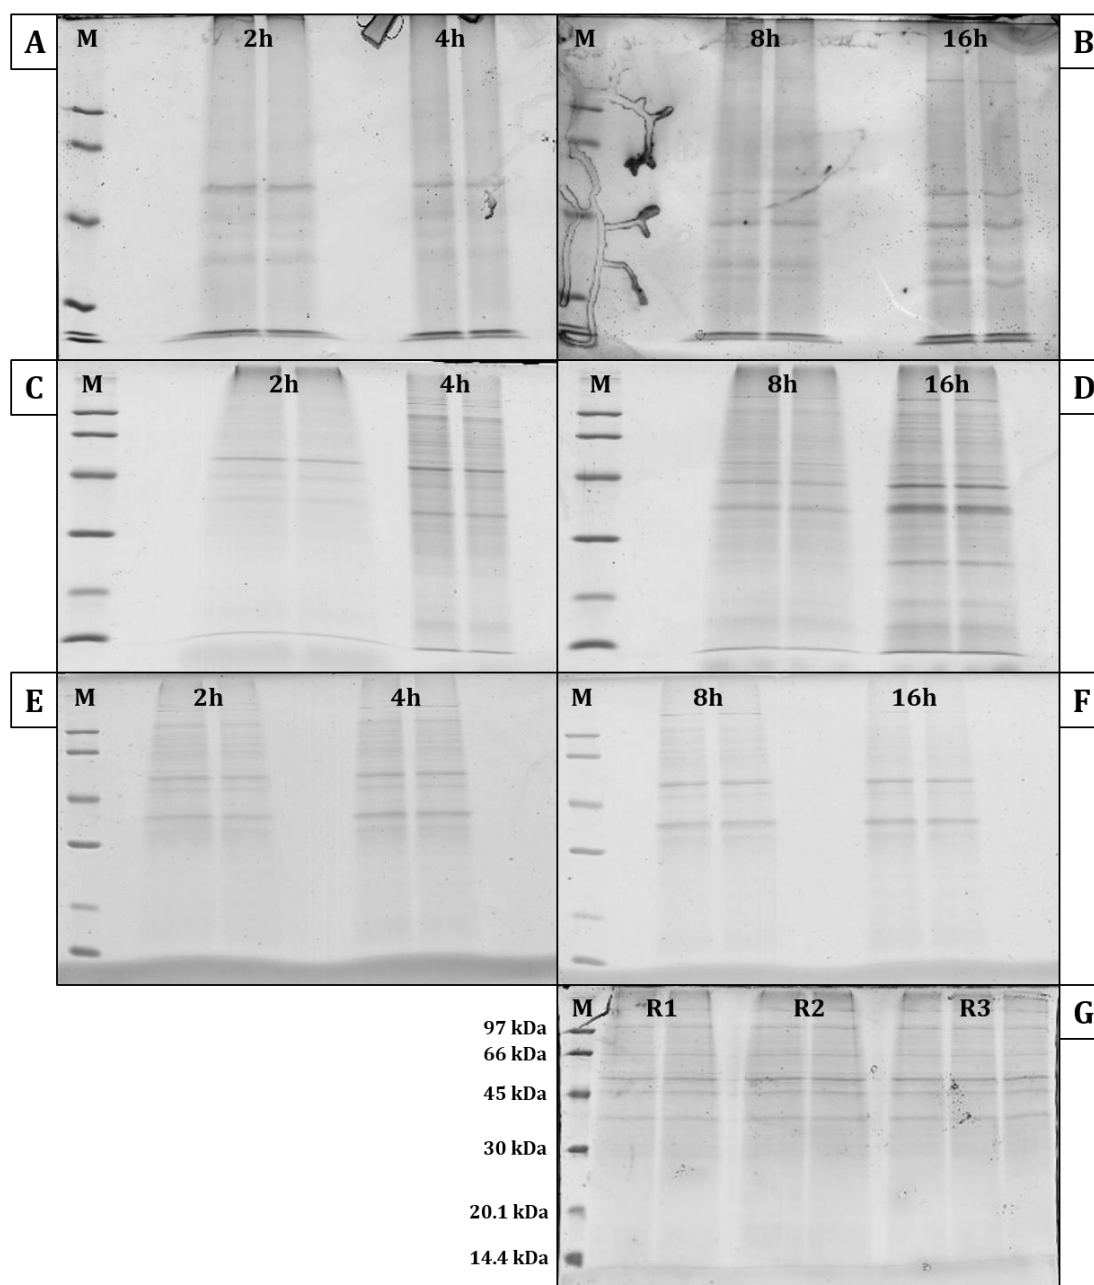 A M 2h 4h
M 8h 16h B
C M 2h 4h
M 8h 16h D
E M 2h 4h
M 8h 16h F
M R1 R2 R3 G
97 kDa
66 kDa
45 kDa
30 kDa
20.1 kDa
14.4 kDa